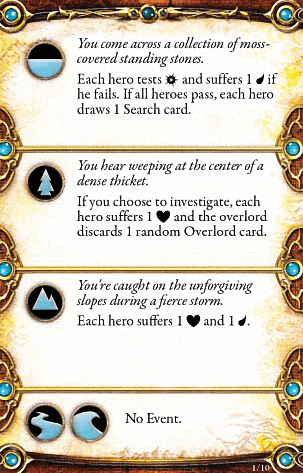 You come across a collection of moss-
covered standing stones.
Each hero tests and suffers 1 if
he fails. If all heroes pass, each hero
draws 1 Search card.
You hear weeping at the center of a
dense thicket.
If you choose to investigate, each
hero suffers 1 and the overlord
discards 1 random Overlord card.
You're caught on the unforgiving
slopes during a fierce storm.
Each hero suffers 1 and 1 .
No Event.
1/10